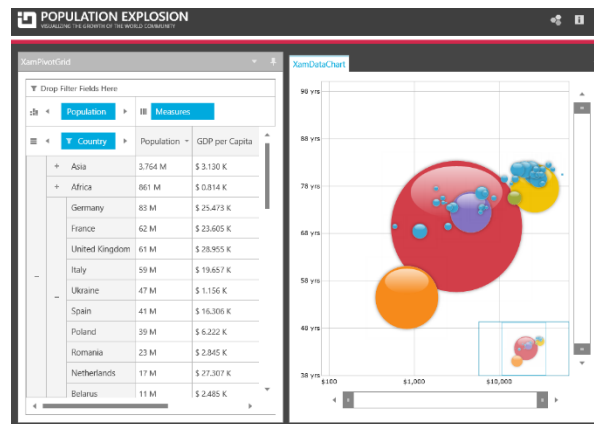 POPULATION EXPLOSION
VISUALIZING THE GROWTH OF THE WORLD COMMUNITY
XamPivotGrid
Drop Filter Fields Here
Population
Measures
Country
Population
GDP per Capita
+ Asia 3.764 M $ 3.130 K
+ Africa 861 M $ 0.814 K
Germany 83 M $ 25.473 K
France 62 M $ 23.605 K
United Kingdom 61 M $ 28.955 K
Italy 59 M $ 19.657 K
Ukraine 47 M $ 1.156 K
Spain 41 M $ 16.306 K
Poland 39 M $ 6.222 K
Romania 23 M $ 2.845 K
Netherlands 17 M $ 27.307 K
Belarus 11 M $ 2.485 K
XamDataChart
90 yrs
88 yrs
78 yrs
68 yrs
58 yrs
40 yrs
38 yrs
$100
$1,000
$10,000